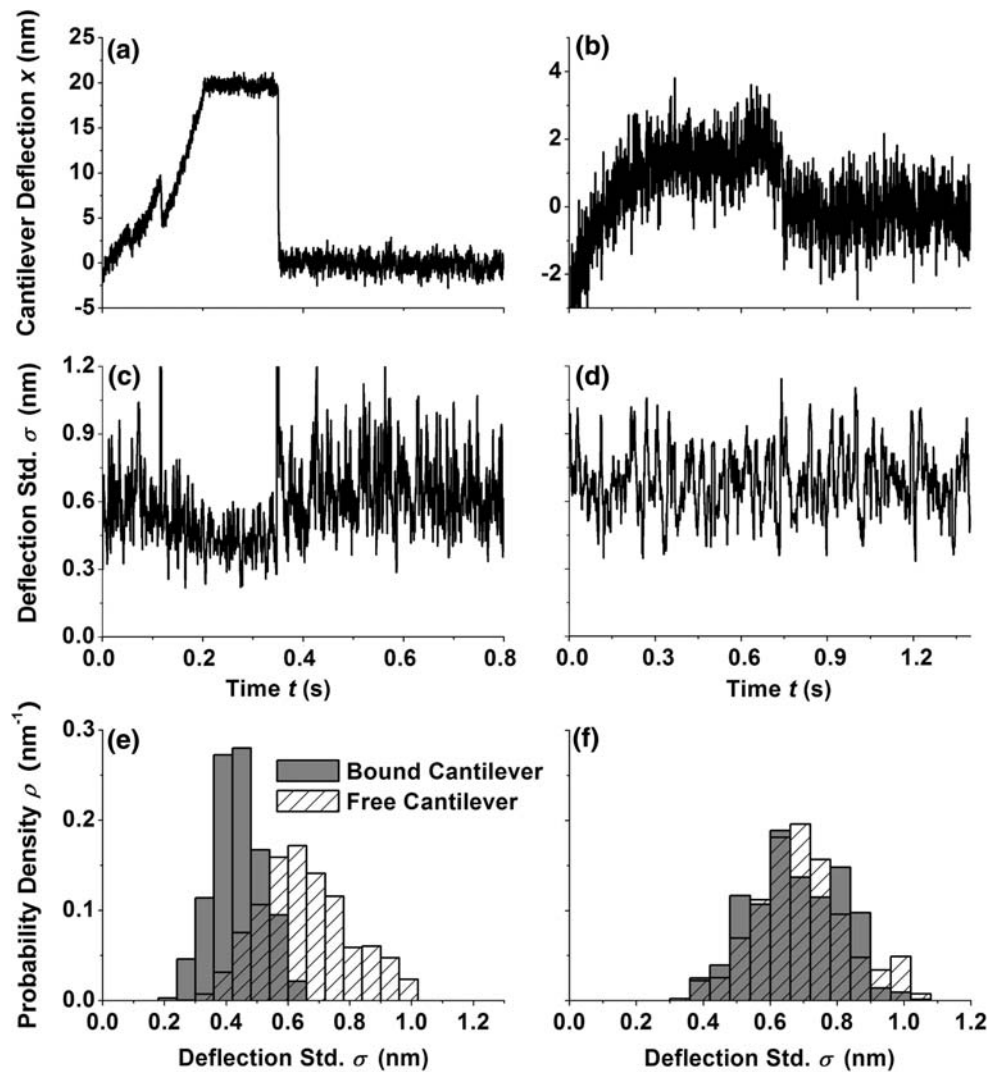 Cantilever Deflection x (nm)
(a)
25
20
15
10
5
0
-5
(b)
4
2
0
-2
Deflection Std. σ (nm)
(c)
1.2
0.9
0.6
0.3
0.0
0.0 0.2 0.4 0.6 0.8
Time t (s)
(d)
0.0 0.3 0.6 0.9 1.2
Time t (s)
Probability Density ρ (nm⁻¹)
(e)
0.3
0.2
0.1
0.0
Bound Cantilever
Free Cantilever
0.0 0.2 0.4 0.6 0.8 1.0
Deflection Std. σ (nm)
(f)
0.0 0.2 0.4 0.6 0.8 1.0 1.2
Deflection Std. σ (nm)